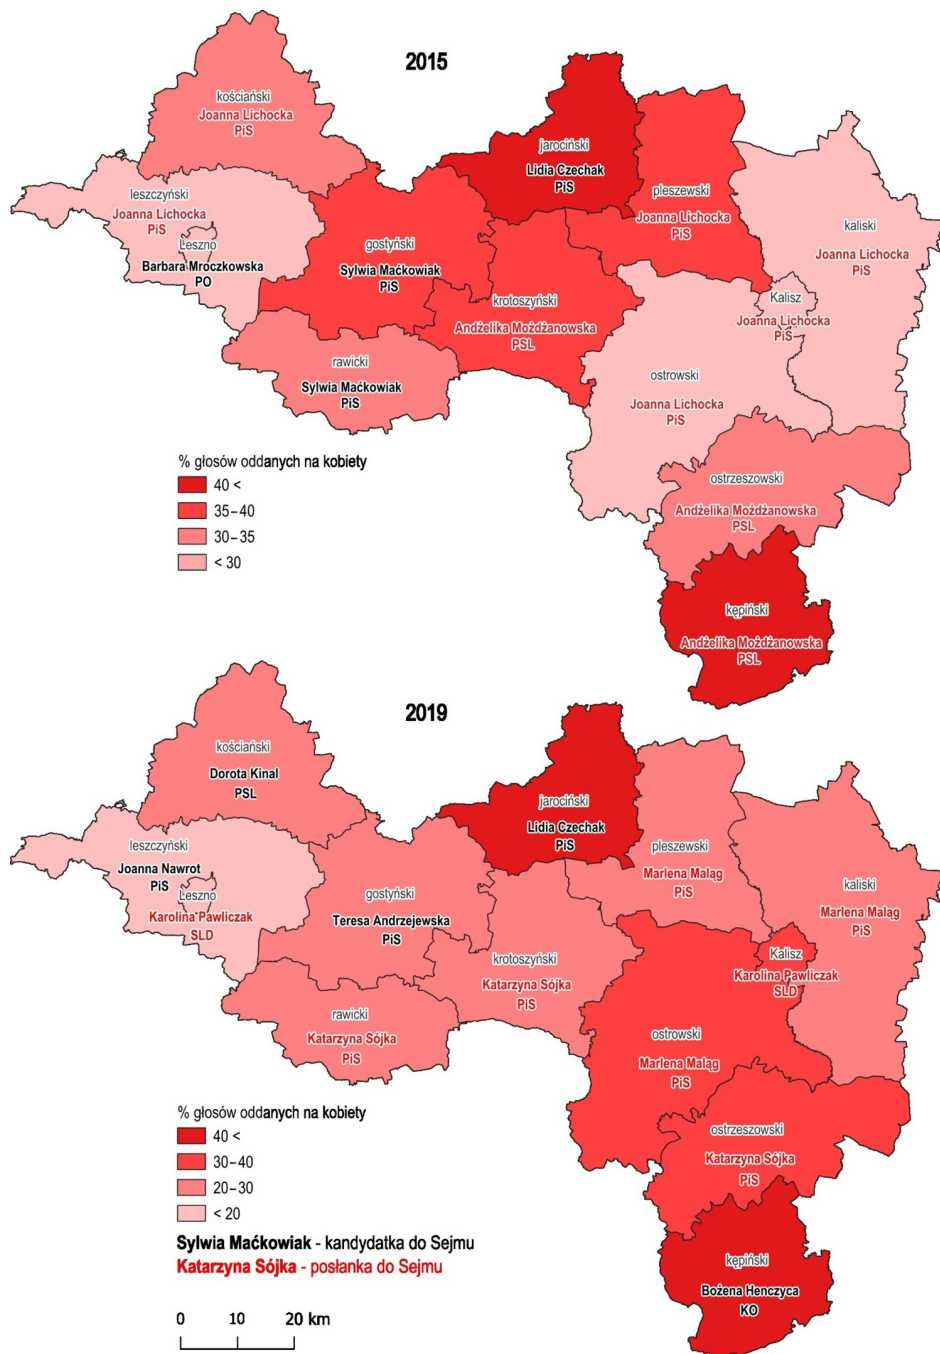 2015
kościański
Joanna Lichocka
PiS
jarociński
Lidia Czechak
PiS
leszczyński
Joanna Lichocka
PiS
Leszno
Barbara Mroczkowska
PO
pleszewski
Joanna Lichocka
PiS
kaliski
Joanna Lichocka
PiS
gostyński
Sylwia Maćkowiak
PiS
krotoszyński
Andżelika Możdżanowska
PSL
Kalisz
Joanna Lichocka
PiS
rawicki
Sylwia Maćkowiak
PiS
ostrowski
Joanna Lichocka
PiS
ostrzeszowski
Andżelika Możdżanowska
PSL
kępiński
Andżelika Możdżanowska
PSL
% głosów oddanych na kobiety
40 <
35–40
30–35
< 30
2019
kościański
Dorota Kinal
PSL
jarociński
Lidia Czechak
PiS
leszczyński
Joanna Nawrot
PiS
Leszno
Karolina Pawliczak
SLD
pleszewski
Marlena Maląg
PiS
kaliski
Marlena Maląg
PiS
gostyński
Teresa Andrzejewska
PiS
krotoszyński
Katarzyna Sójka
PiS
Kalisz
Karolina Pawliczak
SLD
rawicki
Katarzyna Sójka
PiS
ostrowski
Marlena Maląg
PiS
ostrzeszowski
Katarzyna Sójka
PiS
kępiński
Bożena Henczyca
KO
% głosów oddanych na kobiety
40 <
30–40
20–30
< 20
Sylwia Maćkowiak - kandydatka do Sejmu
Katarzyna Sójka - posłanka do Sejmu
0 10 20 km